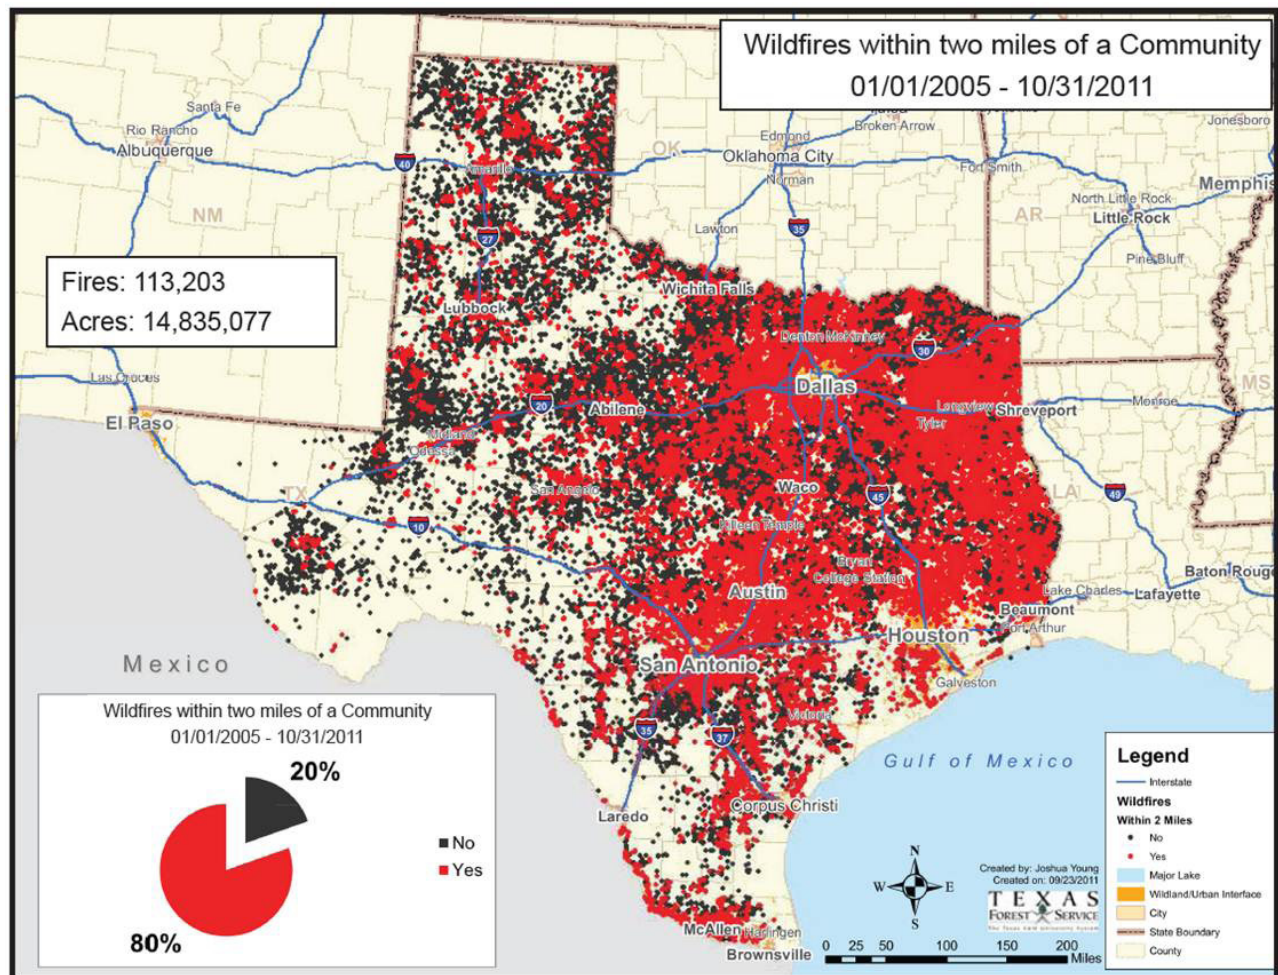 Wildfires within two miles of a Community
01/01/2005 - 10/31/2011
Santa Fe
Rio Rancho
Albuquerque
40
Amarillo
OK
Edmond
Broken Arrow
Oklahoma City
Norman
Fort Smith
Jonesboro
Memphis
North Little Rock
Little Rock
AR
NM
27
Lawton
35
Pine Bluff
Fires: 113,203
Acres: 14,835,077
Wichita Falls
Lubbock
Denton McKinney
30
Las Cruces
Dallas
MS
El Paso
20
Abilene
Longview
Shreveport
Monroe
Tyler
Midland
Odessa
TX
San Angelo
Waco
45
LA
49
10
Killeen Temple
Bryan
College Station
Austin
Baton Rouge
Lake Charles
Lafayette
Beaumont
Port Arthur
Houston
Mexico
San Antonio
Galveston
Victoria
35
37
Gulf of Mexico
Corpus Christi
Laredo
McAllen
Harlingen
Brownsville
Wildfires within two miles of a Community
01/01/2005 - 10/31/2011
20%
No
Yes
80%
N
W
E
S
Created by: Joshua Young
Created on: 09/23/2011
TEXAS
FOREST SERVICE
The Texas A&M University System
0 25 50 100 150 200
Miles
Legend
Interstate
Wildfires
Within 2 Miles
No
Yes
Major Lake
Wildland/Urban Interface
City
State Boundary
County